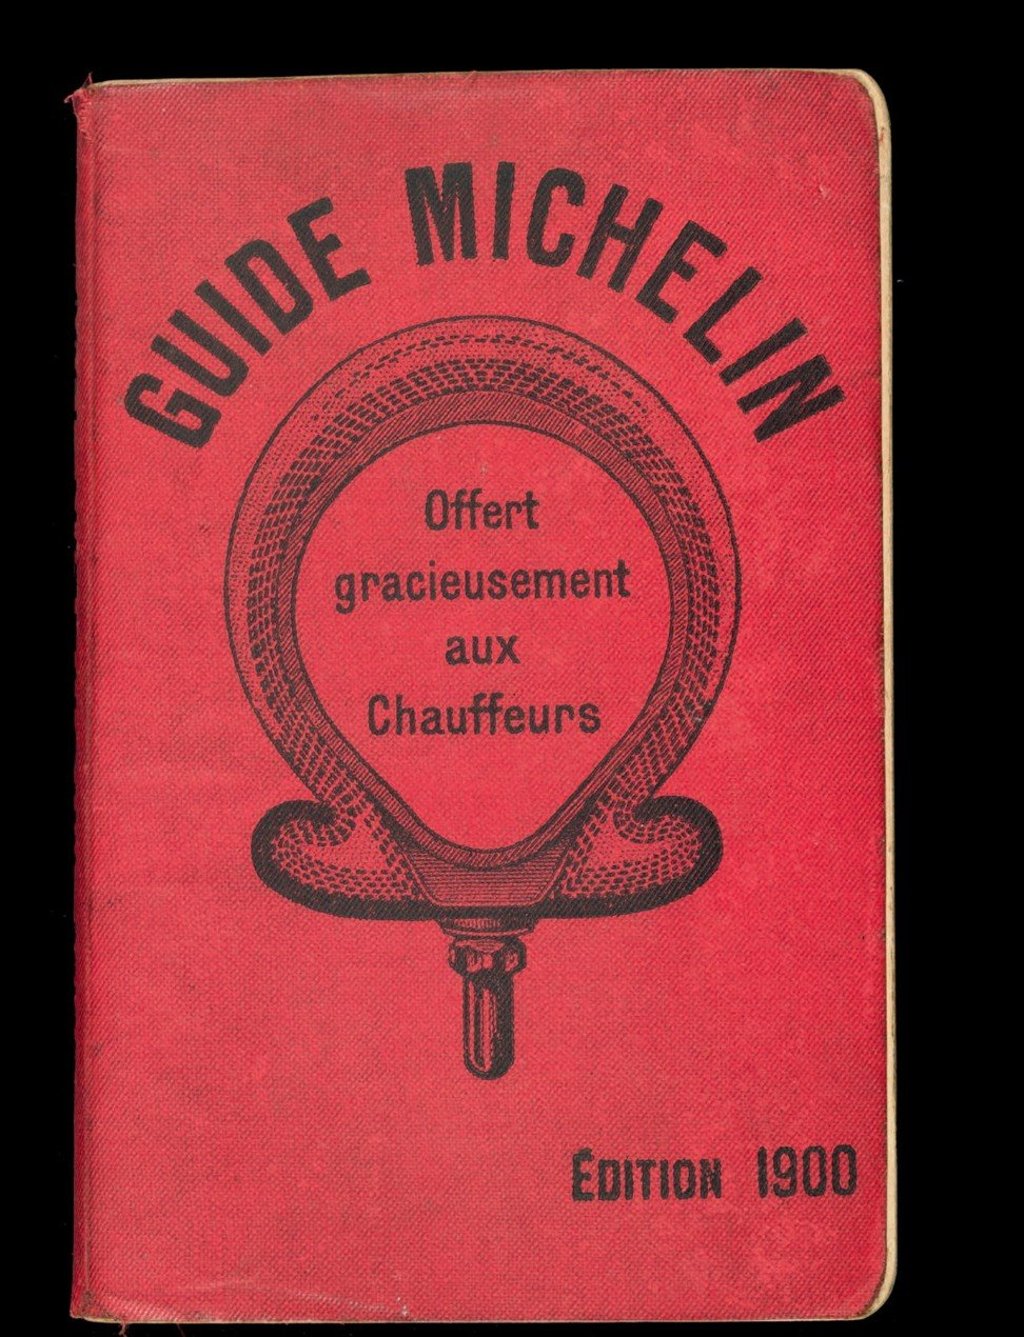 GUIDE MICHELIN
Offert
gracieusement
aux
Chauffeurs
ÉDITION 1900